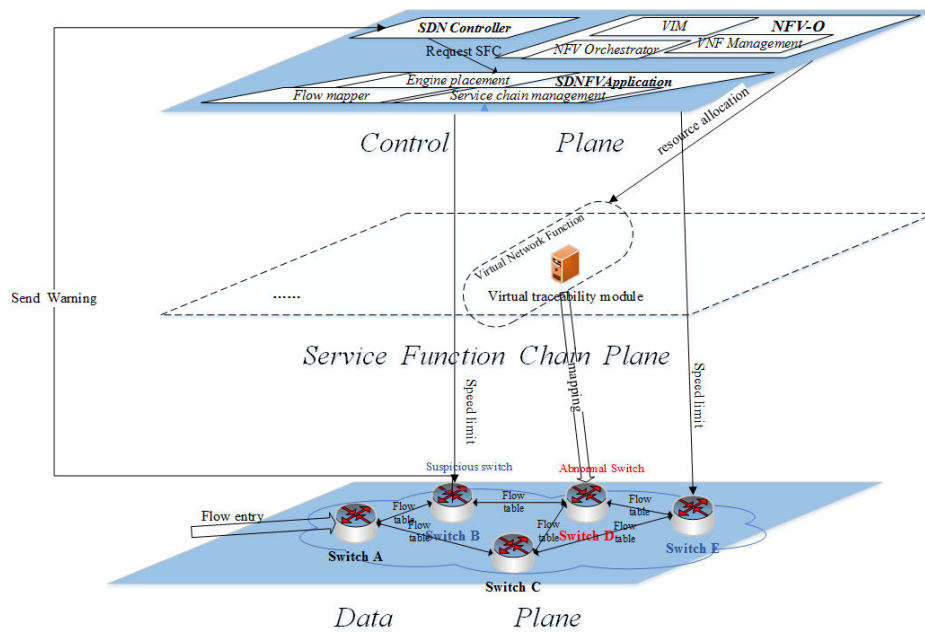 SDN Controller
VIM
NFV-O
Request SFC
NFV Orchestrator
VNF Management
Engine placement
SDNFVApplication
Flow mapper
Service chain management
Control Plane
resource allocation
Virtual Network Function
Send Warning
......
Virtual traceability module
Service Function Chain Plane
mapping
Speed limit
Speed limit
Suspicious switch
Abnormal Switch
Flow entry
Flow table
Flow table
Flow table
Flow table
Flow table
Flow table
Switch A
Switch B
Switch C
Switch D
Switch E
Data Plane